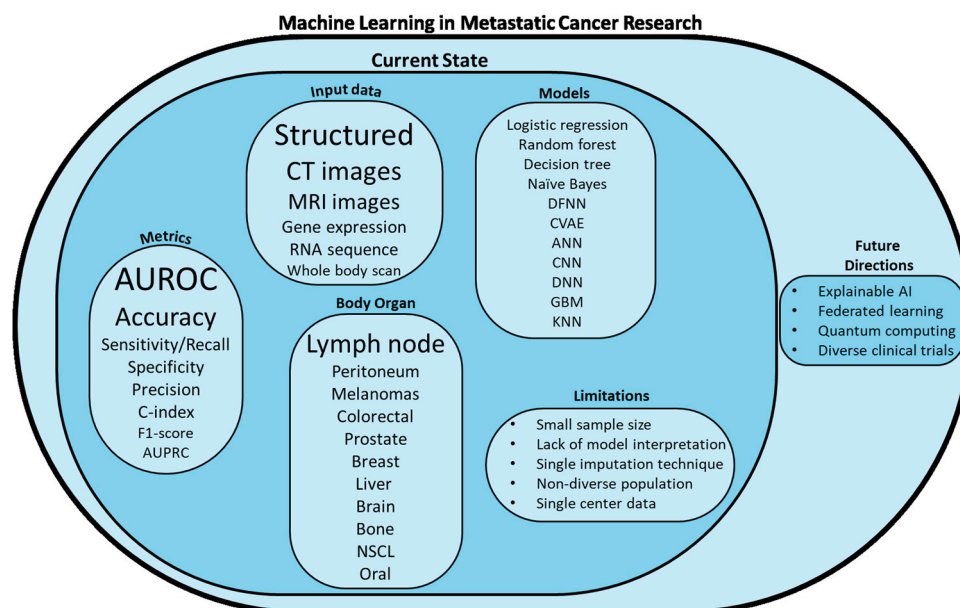 Machine Learning in Metastatic Cancer Research
Current State
Input data
Structured
CT images
MRI images
Gene expression
RNA sequence
Whole body scan
Models
Logistic regression
Random forest
Decision tree
Naïve Bayes
DFNN
CVAE
ANN
CNN
DNN
GBM
KNN
Metrics
AUROC
Accuracy
Sensitivity/Recall
Specificity
Precision
C-index
F1-score
AUPRC
Body Organ
Lymph node
Peritoneum
Melanomas
Colorectal
Prostate
Breast
Liver
Brain
Bone
NSCL
Oral
Limitations
• Small sample size
• Lack of model interpretation
• Single imputation technique
• Non-diverse population
• Single center data
Future
Directions
• Explainable AI
• Federated learning
• Quantum computing
• Diverse clinical trials